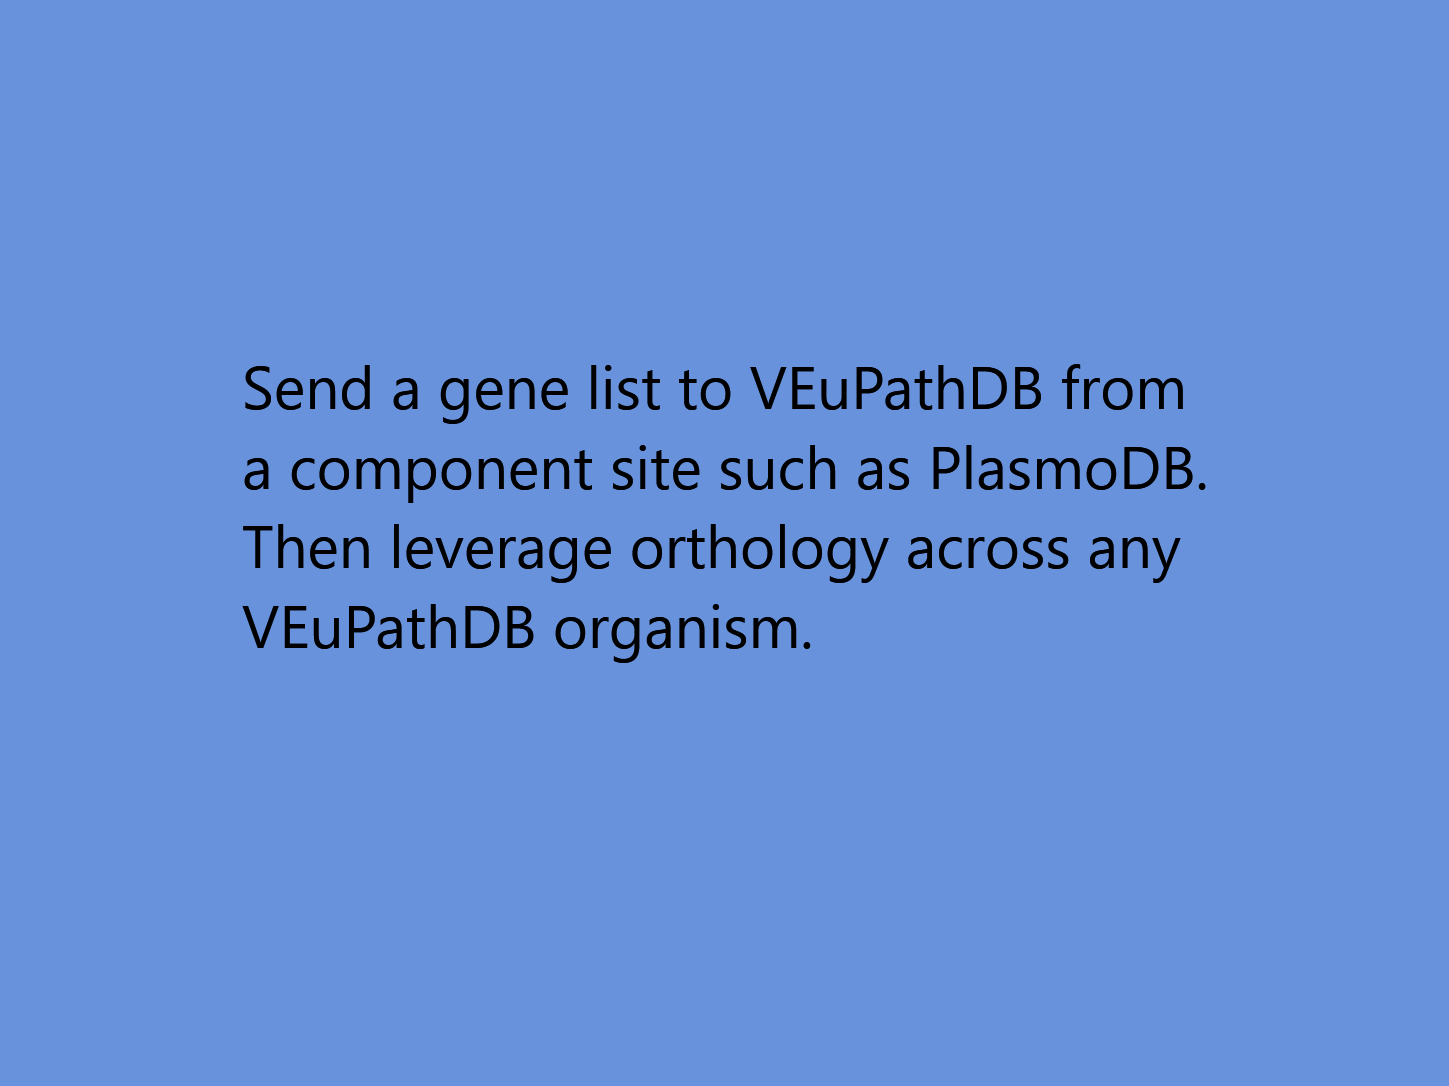 Send a gene list to VEuPathDB from
a component site such as PlasmoDB.
Then leverage orthology across any
VEuPathDB organism.